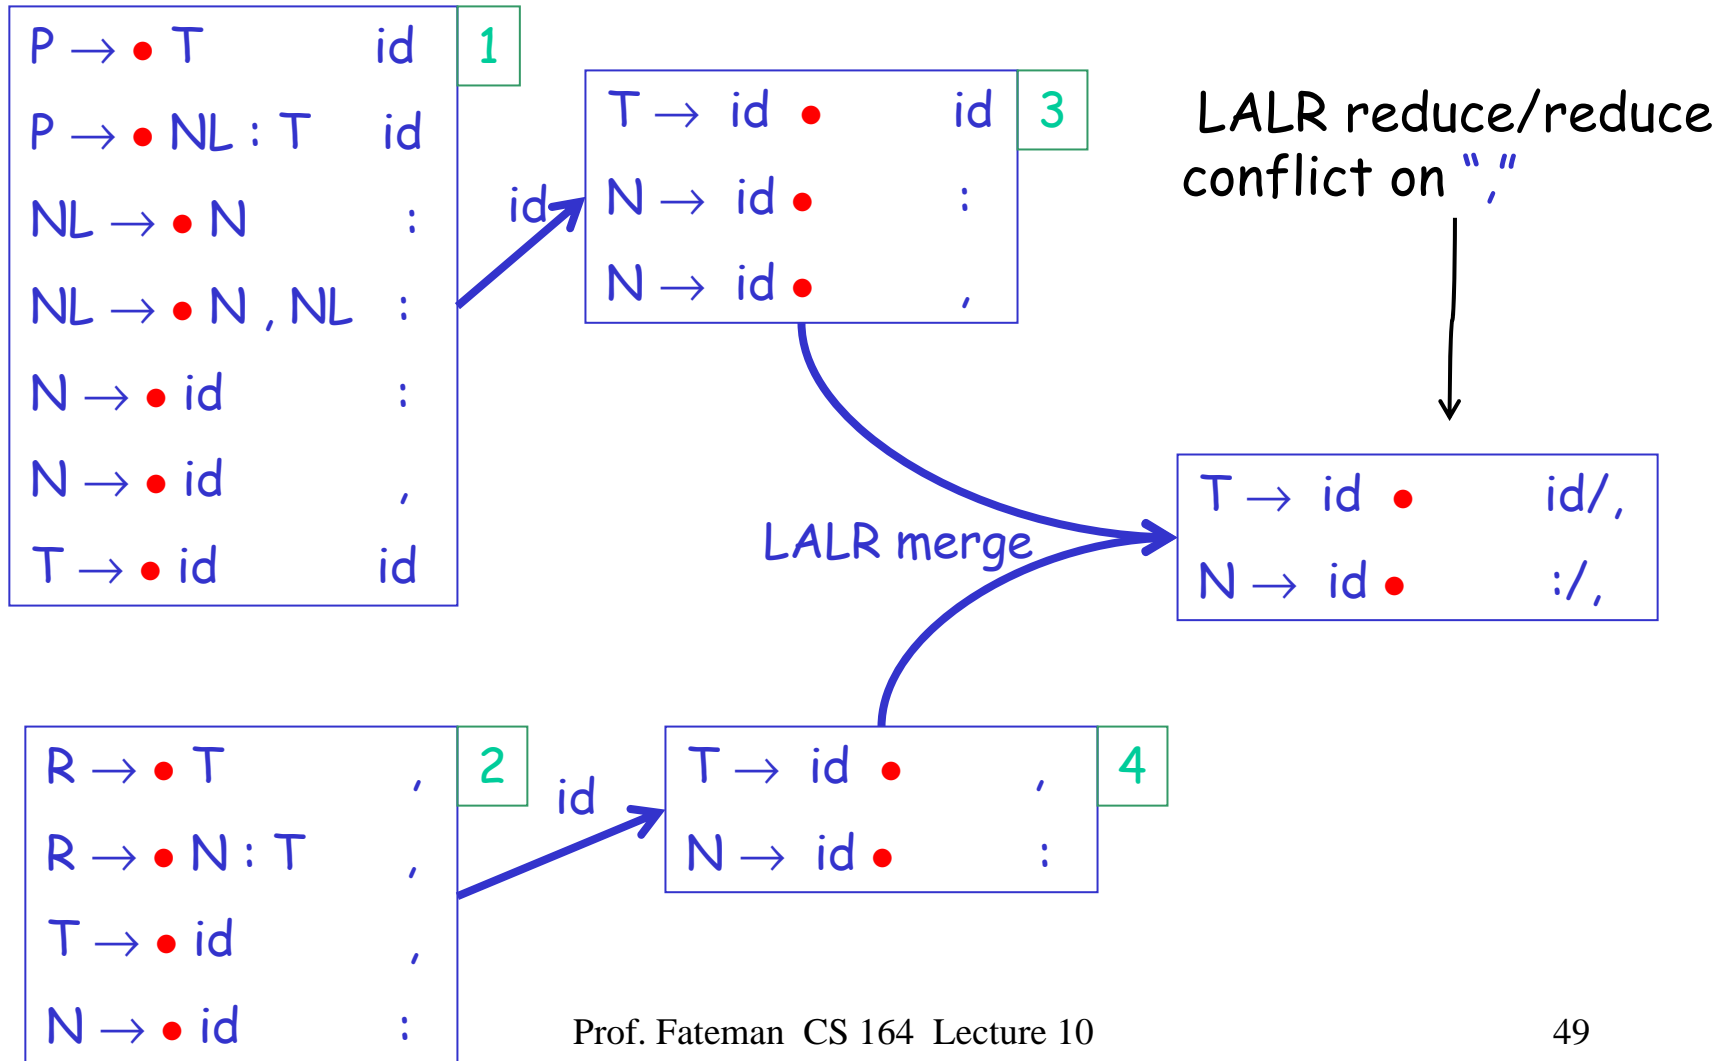 P → • T id
P → • NL : T id
NL → • N :
NL → • N , NL :
N → • id :
N → • id ,
T → • id id
1
id
T → id • id
N → id • :
N → id • ,
3
LALR reduce/reduce
conflict on “,”
LALR merge
T → id • id/,
N → id • :/,
R → • T ,
R → • N : T ,
T → • id ,
N → • id :
2
id
T → id • ,
N → id • :
4
Prof. Fateman CS 164 Lecture 10
49